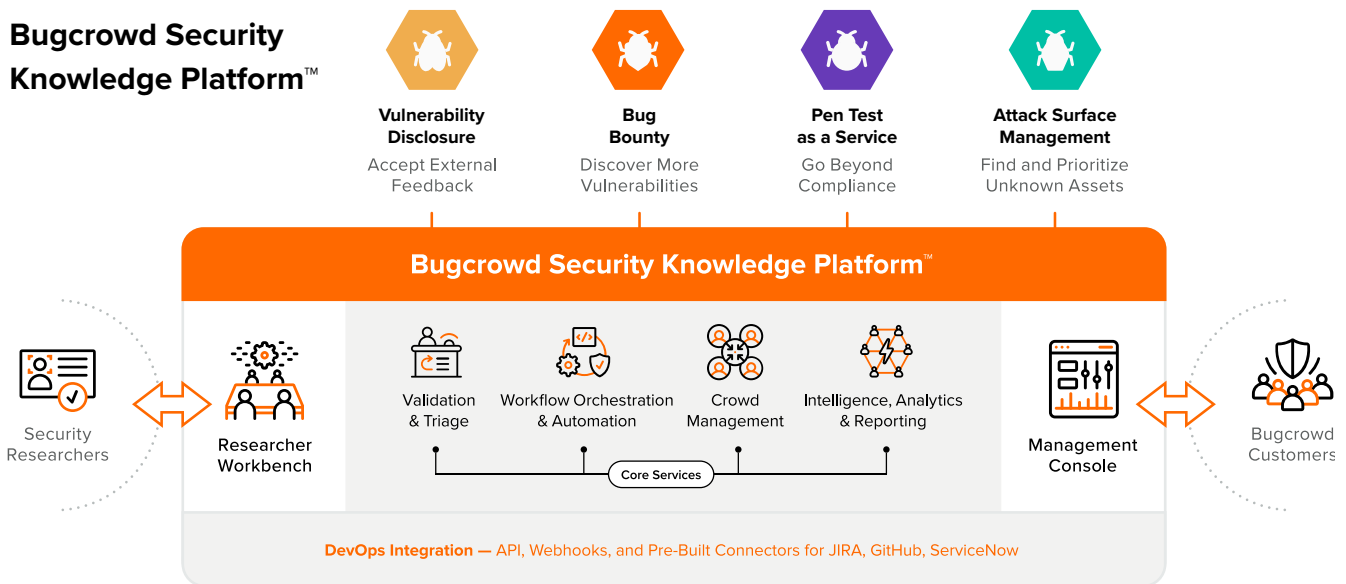 Bugcrowd Security
Knowledge Platform™
Vulnerability
Disclosure
Accept External
Feedback
Bug
Bounty
Discover More
Vulnerabilities
Pen Test
as a Service
Go Beyond
Compliance
Attack Surface
Management
Find and Prioritize
Unknown Assets
Bugcrowd Security Knowledge Platform™
Security
Researchers
Researcher
Workbench
Validation
& Triage
Workflow Orchestration
& Automation
</>
Crowd
Management
Intelligence, Analytics
& Reporting
Core Services
Management
Console
Bugcrowd
Customers
DevOps Integration — API, Webhooks, and Pre-Built Connectors for JIRA, GitHub, ServiceNow